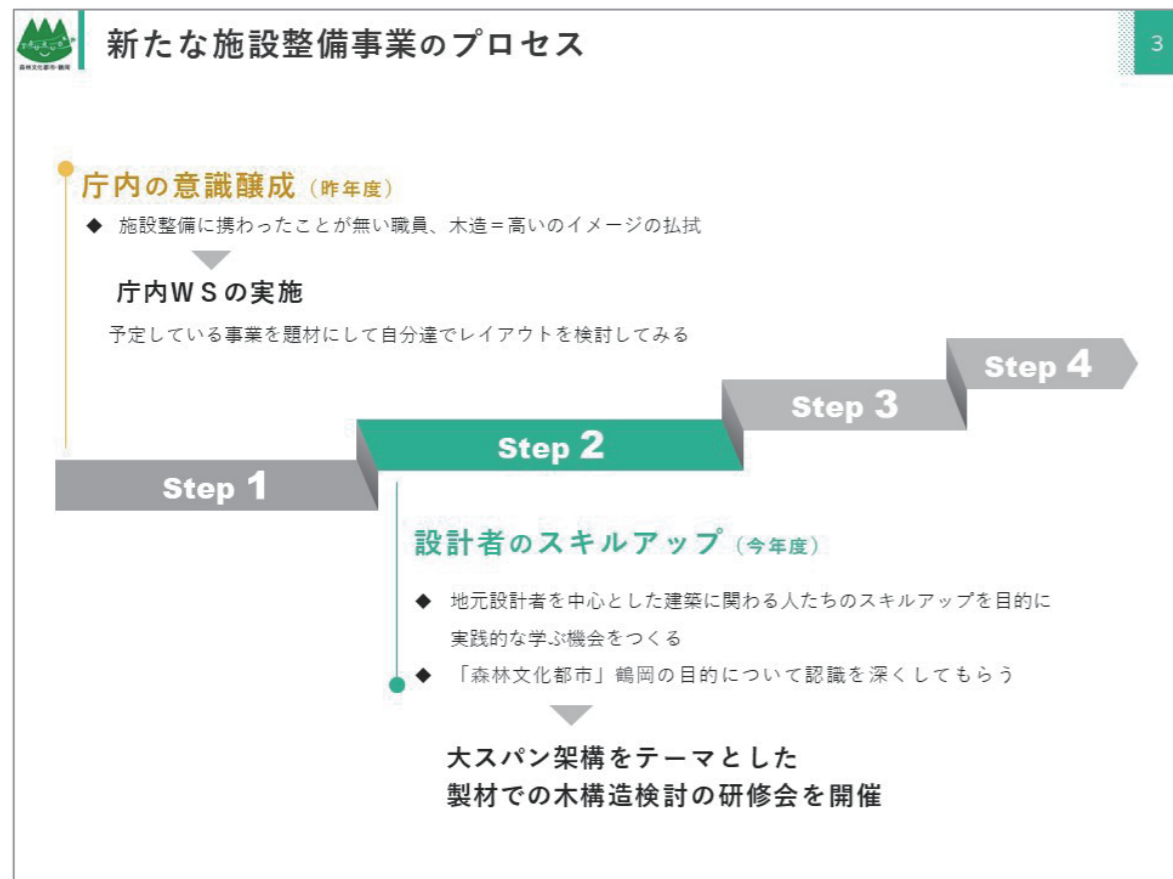 新たな施設整備事業のプロセス
3
森林文化都市・鶴岡
庁内の意識醸成（昨年度）
◆ 施設整備に携わったことが無い職員、木造＝高いのイメージの払拭
庁内ＷＳの実施
予定している事業を題材にして自分達でレイアウトを検討してみる
Step 1
Step 2
Step 3
Step 4
設計者のスキルアップ（今年度）
◆ 地元設計者を中心とした建築に関わる人たちのスキルアップを目的に
実践的な学ぶ機会をつくる
◆ 「森林文化都市」鶴岡の目的について認識を深くしてもらう
大スパン架構をテーマとした
製材での木構造検討の研修会を開催